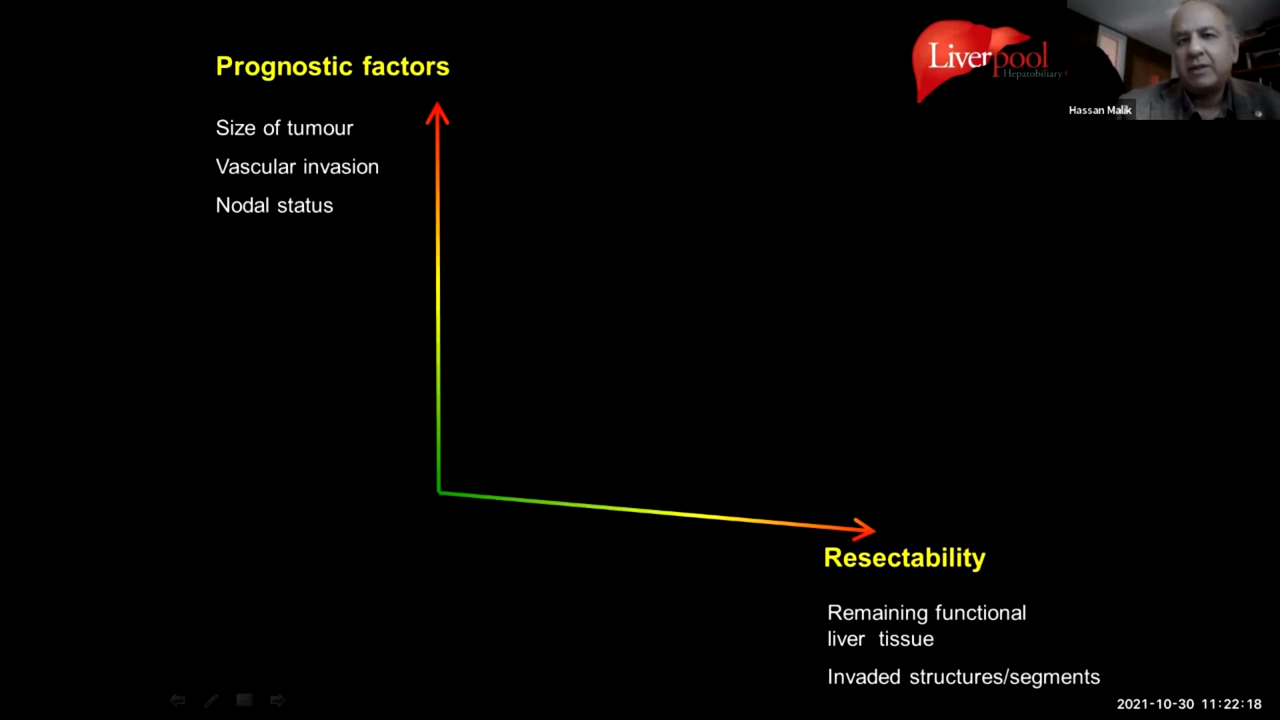 Prognostic factors
Size of tumour
Vascular invasion
Nodal status
Liverpool
Hepatobiliary
Hassan Malik
Resectability
Remaining functional
liver tissue
Invaded structures/segments
2021-10-30 11:22:18